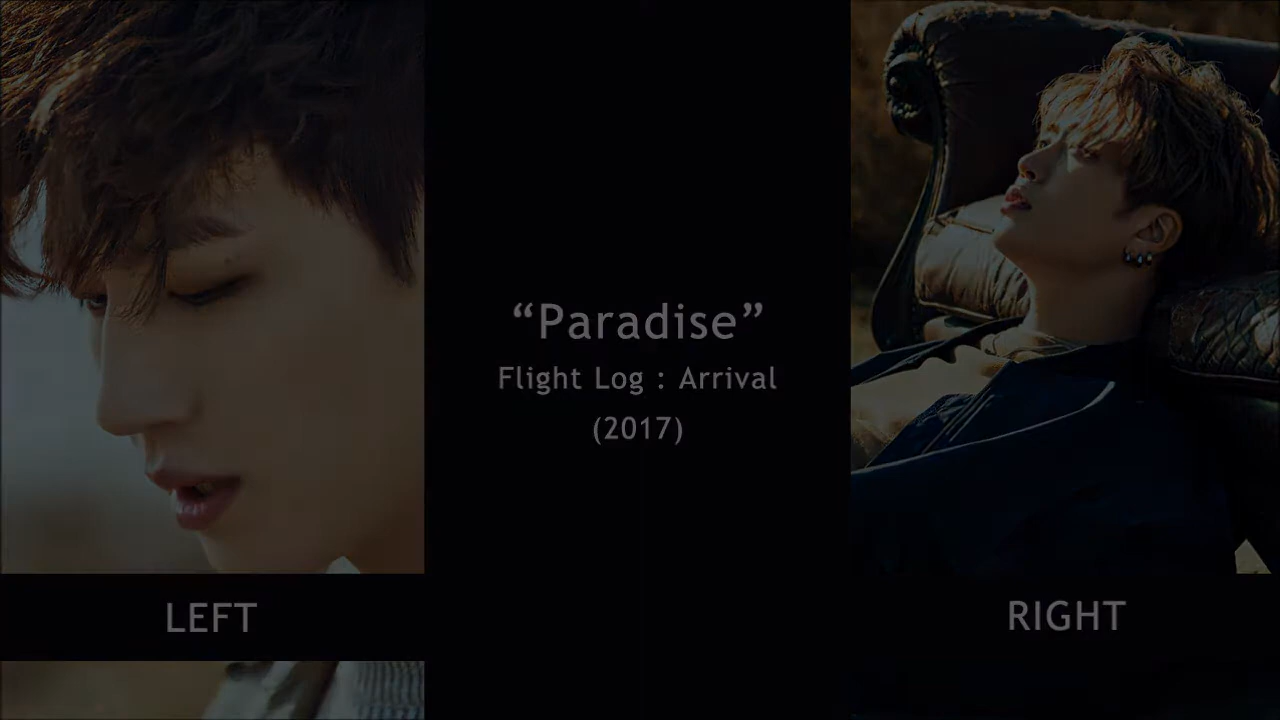 “Paradise”
Flight Log : Arrival
(2017)
LEFT
RIGHT